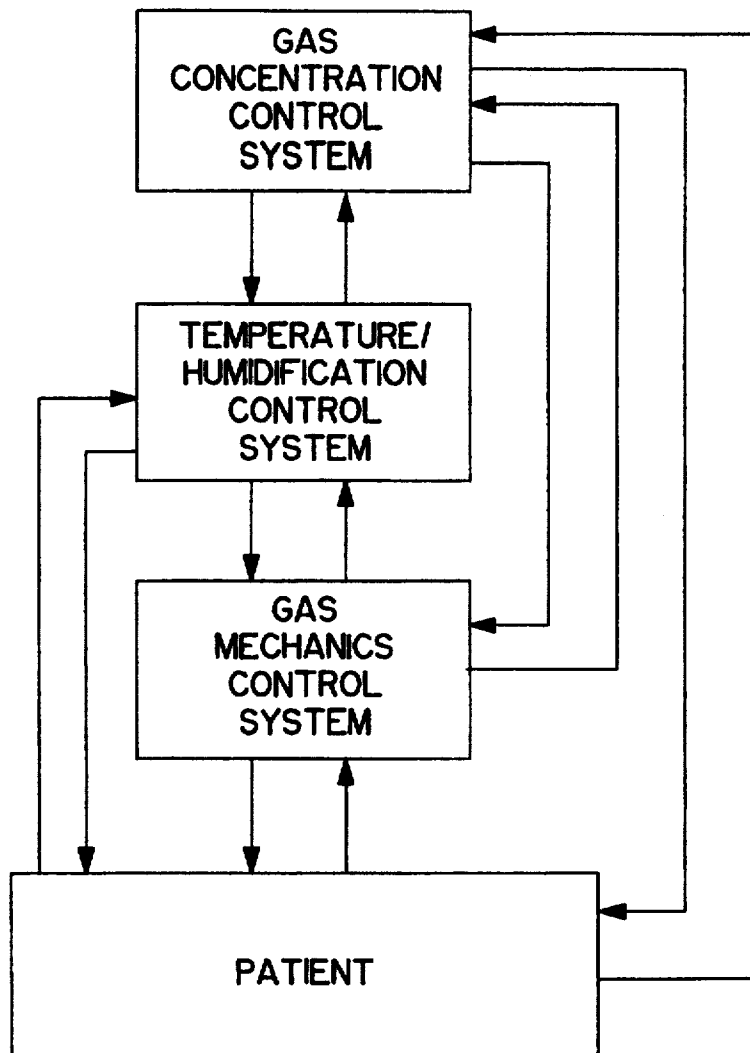 GAS
CONCENTRATION
CONTROL
SYSTEM
TEMPERATURE/
HUMIDIFICATION
CONTROL
SYSTEM
GAS
MECHANICS
CONTROL
SYSTEM
PATIENT